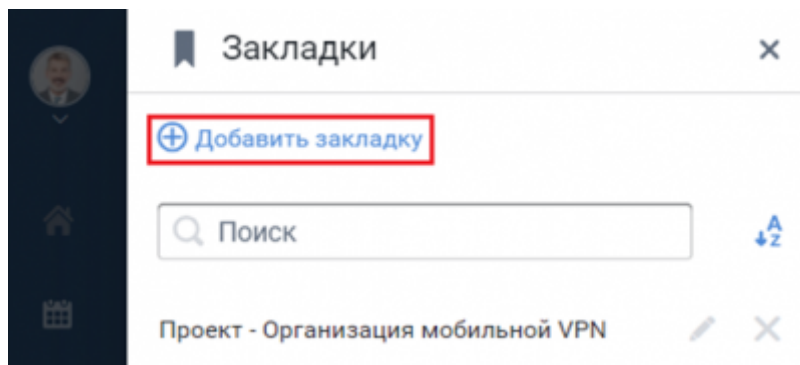 Закладки
Добавить закладку
Поиск
Проект - Организация мобильной VPN